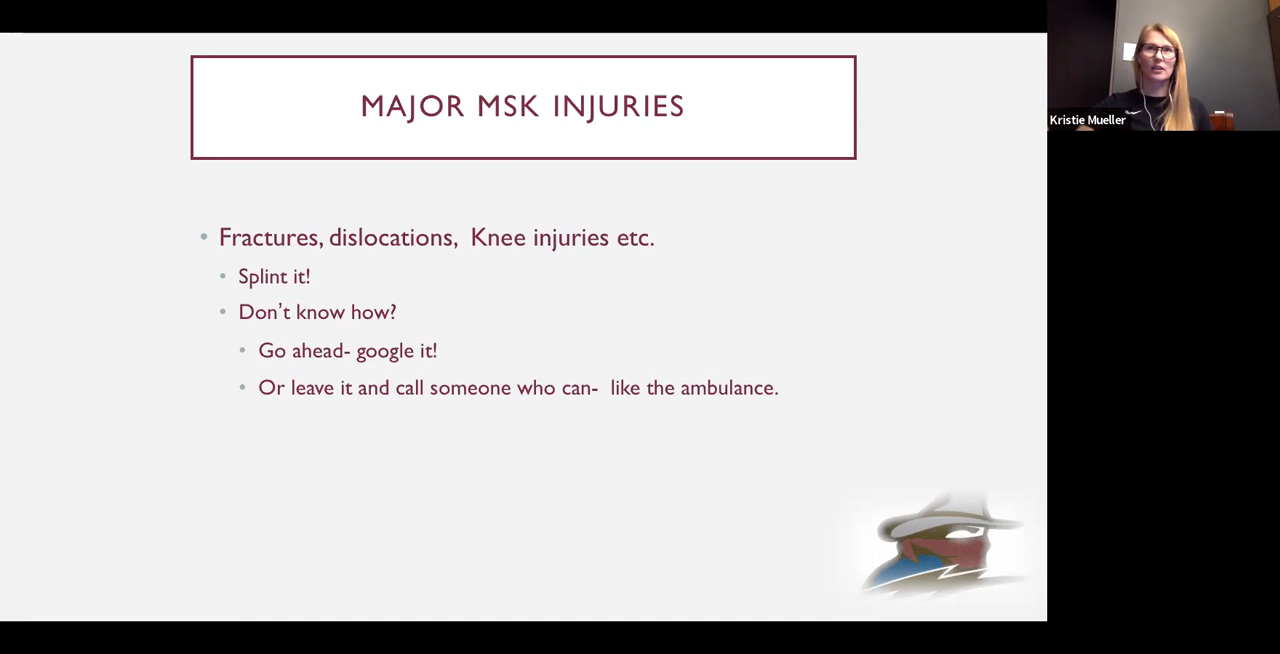 MAJOR MSK INJURIES
Kristie Mueller
• Fractures, dislocations,  Knee injuries etc.
• Splint it!
• Don't know how?
• Go ahead- google it!
• Or leave it and call someone who can-  like the ambulance.